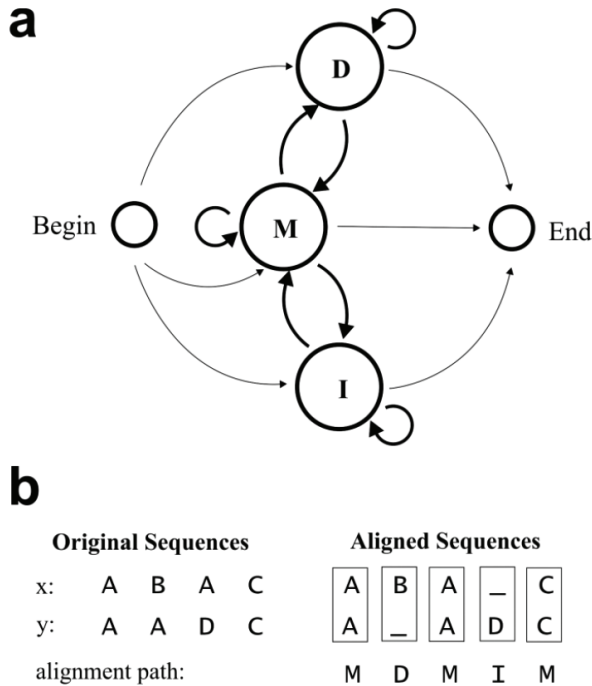 a
D
Begin
M
End
I
b
Original Sequences Aligned Sequences
x: A B A C A B A _ C
y: A A D C A _ A D C
alignment path: M D M I M